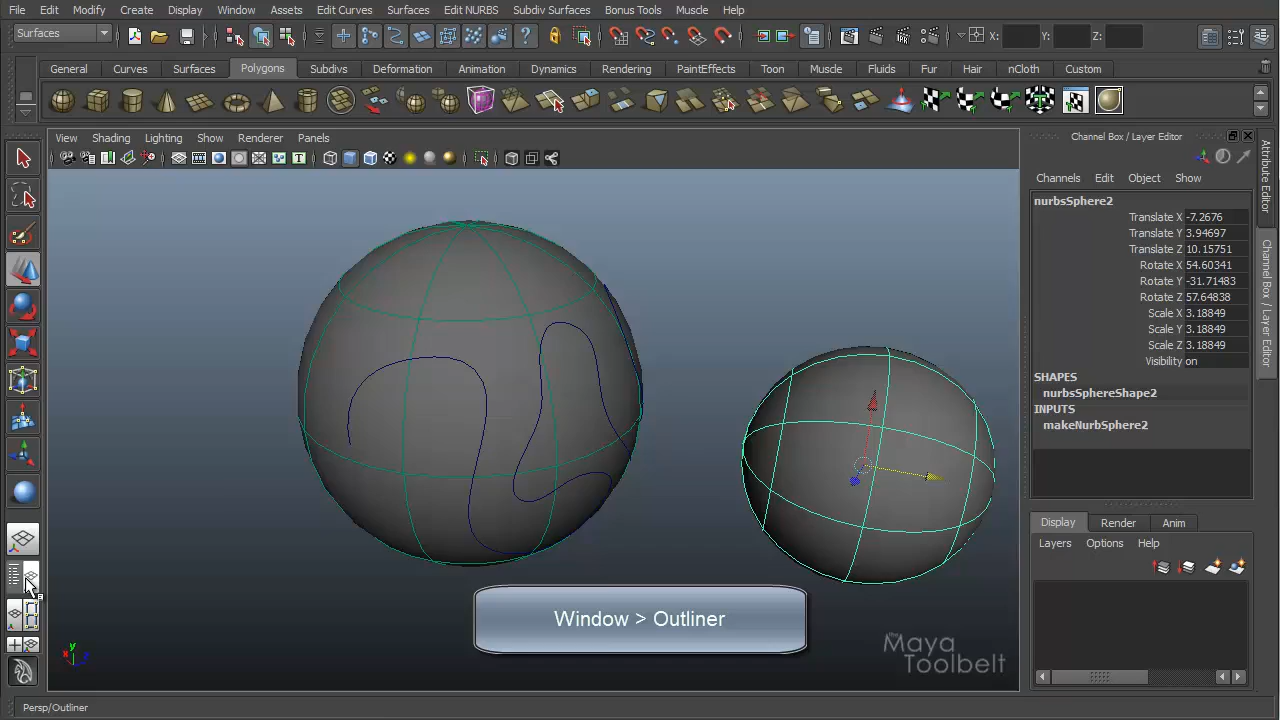 File Edit Modify Create Display Window Assets Edit Curves Surfaces Edit NURBS Subdiv Surfaces Bonus Tools Muscle Help
Surfaces X: Y: Z:
General Curves Surfaces Polygons Subdivs Deformation Animation Dynamics Rendering PaintEffects Toon Muscle Fluids Fur Hair nCloth Custom
View Shading Lighting Show Renderer Panels
Channel Box / Layer Editor
Channels Edit Object Show
nurbsSphere2
Translate X -7.2676
Translate Y 3.94697
Translate Z 10.15751
Rotate X 54.60341
Rotate Y -31.71483
Rotate Z 57.64838
Scale X 3.18849
Scale Y 3.18849
Scale Z 3.18849
Visibility on
SHAPES
nurbsSphereShape2
INPUTS
makeNurbSphere2
Display Render Anim
Layers Options Help
Attribute Editor
Channel Box / Layer Editor
Window > Outliner
the Maya
Toolbelt
y
x
Persp/Outliner